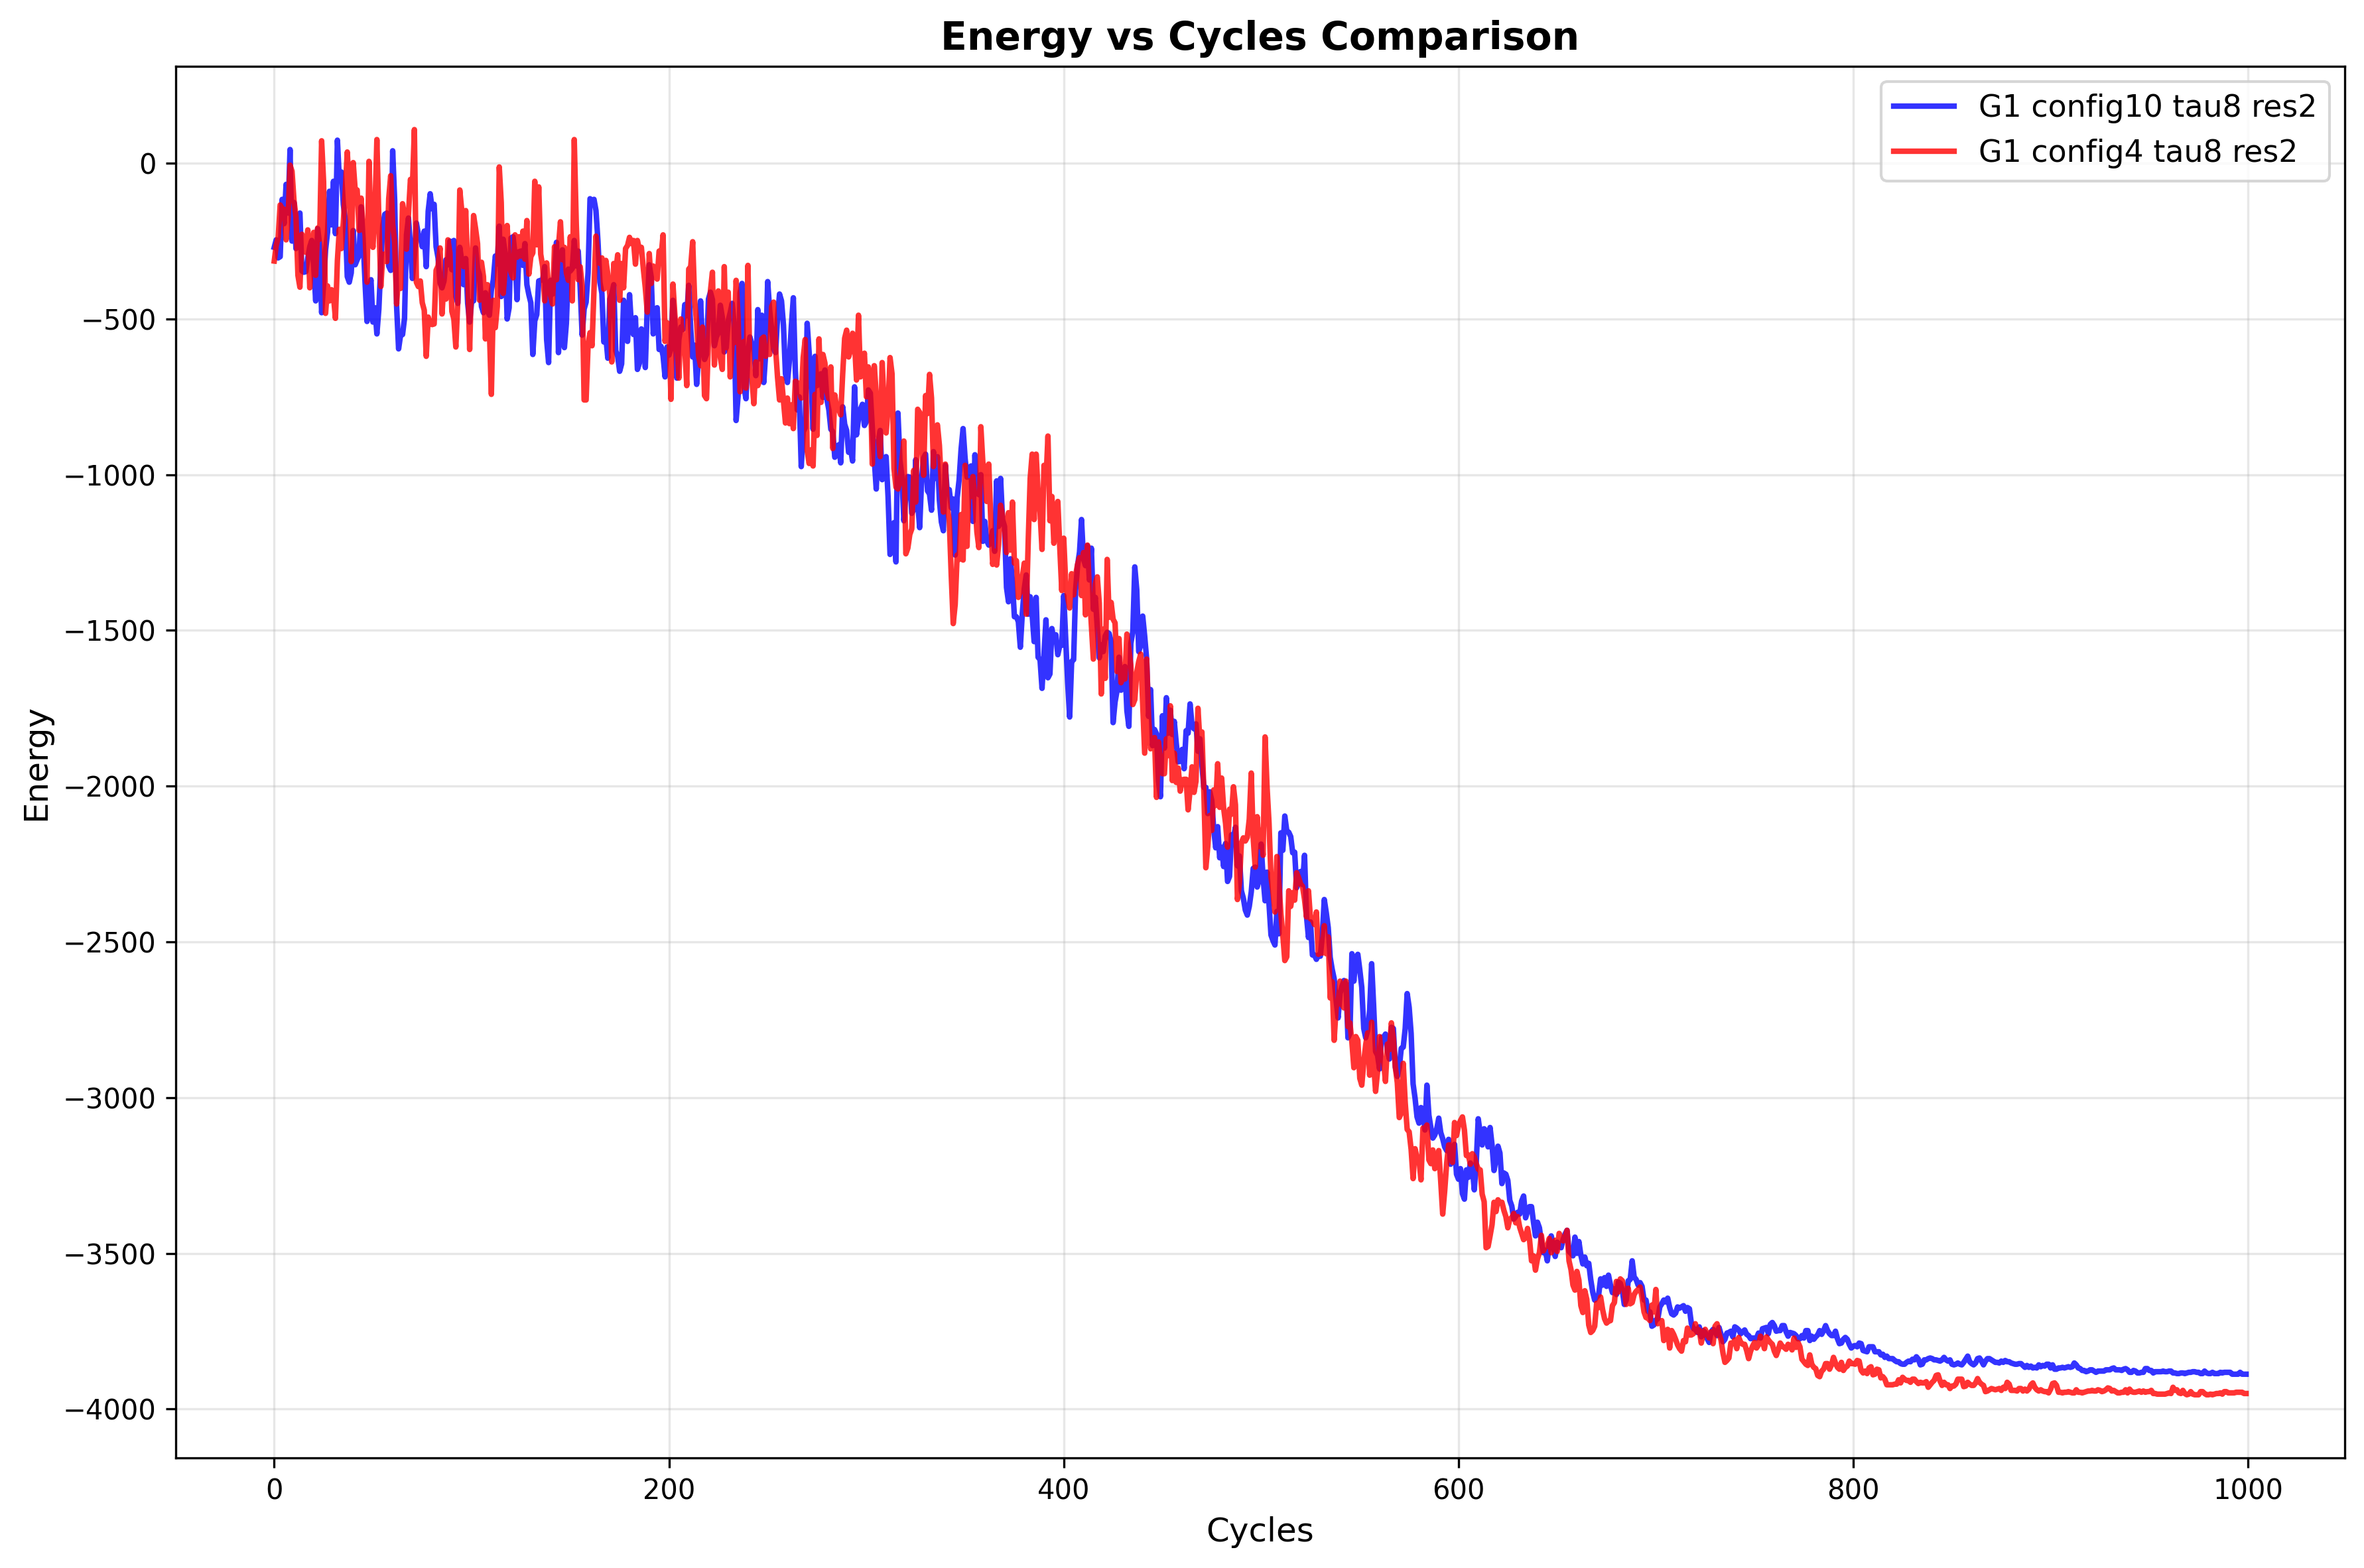 Energy vs Cycles Comparison
G1 config10 tau8 res2
G1 config4 tau8 res2
Energy
0
−500
−1000
−1500
−2000
−2500
−3000
−3500
−4000
0 200 400 600 800 1000
Cycles